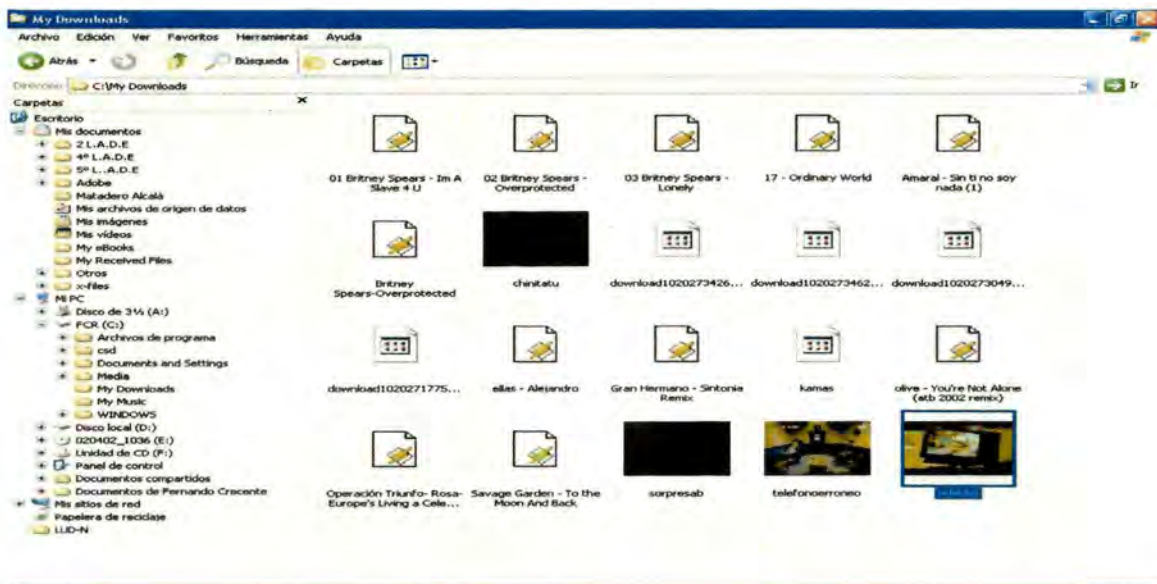 My Downloads
Archivo Edición Ver Favoritos Herramientas Ayuda
Atrás Búsqueda Carpetas
Dirección C:\My Downloads Ir
Carpetas
Escritorio
Mis documentos
2 L.A.D.E
4º L.A.D.E
5º L..A.D.E
Adobe
Matadero Alcalá
Mis archivos de origen de datos
Mis imágenes
Mis vídeos
My eBooks
My Received Files
Otros
x-files
Mi PC
Disco de 3½ (A:)
FCR (C:)
Archivos de programa
csd
Documents and Settings
Media
My Downloads
My Music
WINDOWS
Disco local (D:)
020402_1036 (E:)
Unidad de CD (F:)
Panel de control
Documentos compartidos
Documentos de Fernando Crecente
Mis sitios de red
Papelera de reciclaje
LUD-N
01 Britney Spears - Im A
Slave 4 U
02 Britney Spears -
Overprotected
03 Britney Spears -
Lonely
17 - Ordinary World
Amaral - Sin ti no soy
nada (1)
Britney
Spears-Overprotected
chinitatu
download1020273426...
download1020273462...
download1020273049...
download1020271775...
ellas - Alejandro
Gran Hermano - Sintonia
Remix
kamas
olive - You're Not Alone
(atb 2002 remix)
Operación Triunfo- Rosa-
Europe's Living a Cele...
Savage Garden - To the
Moon And Back
sorpresab
telefonoerroneo